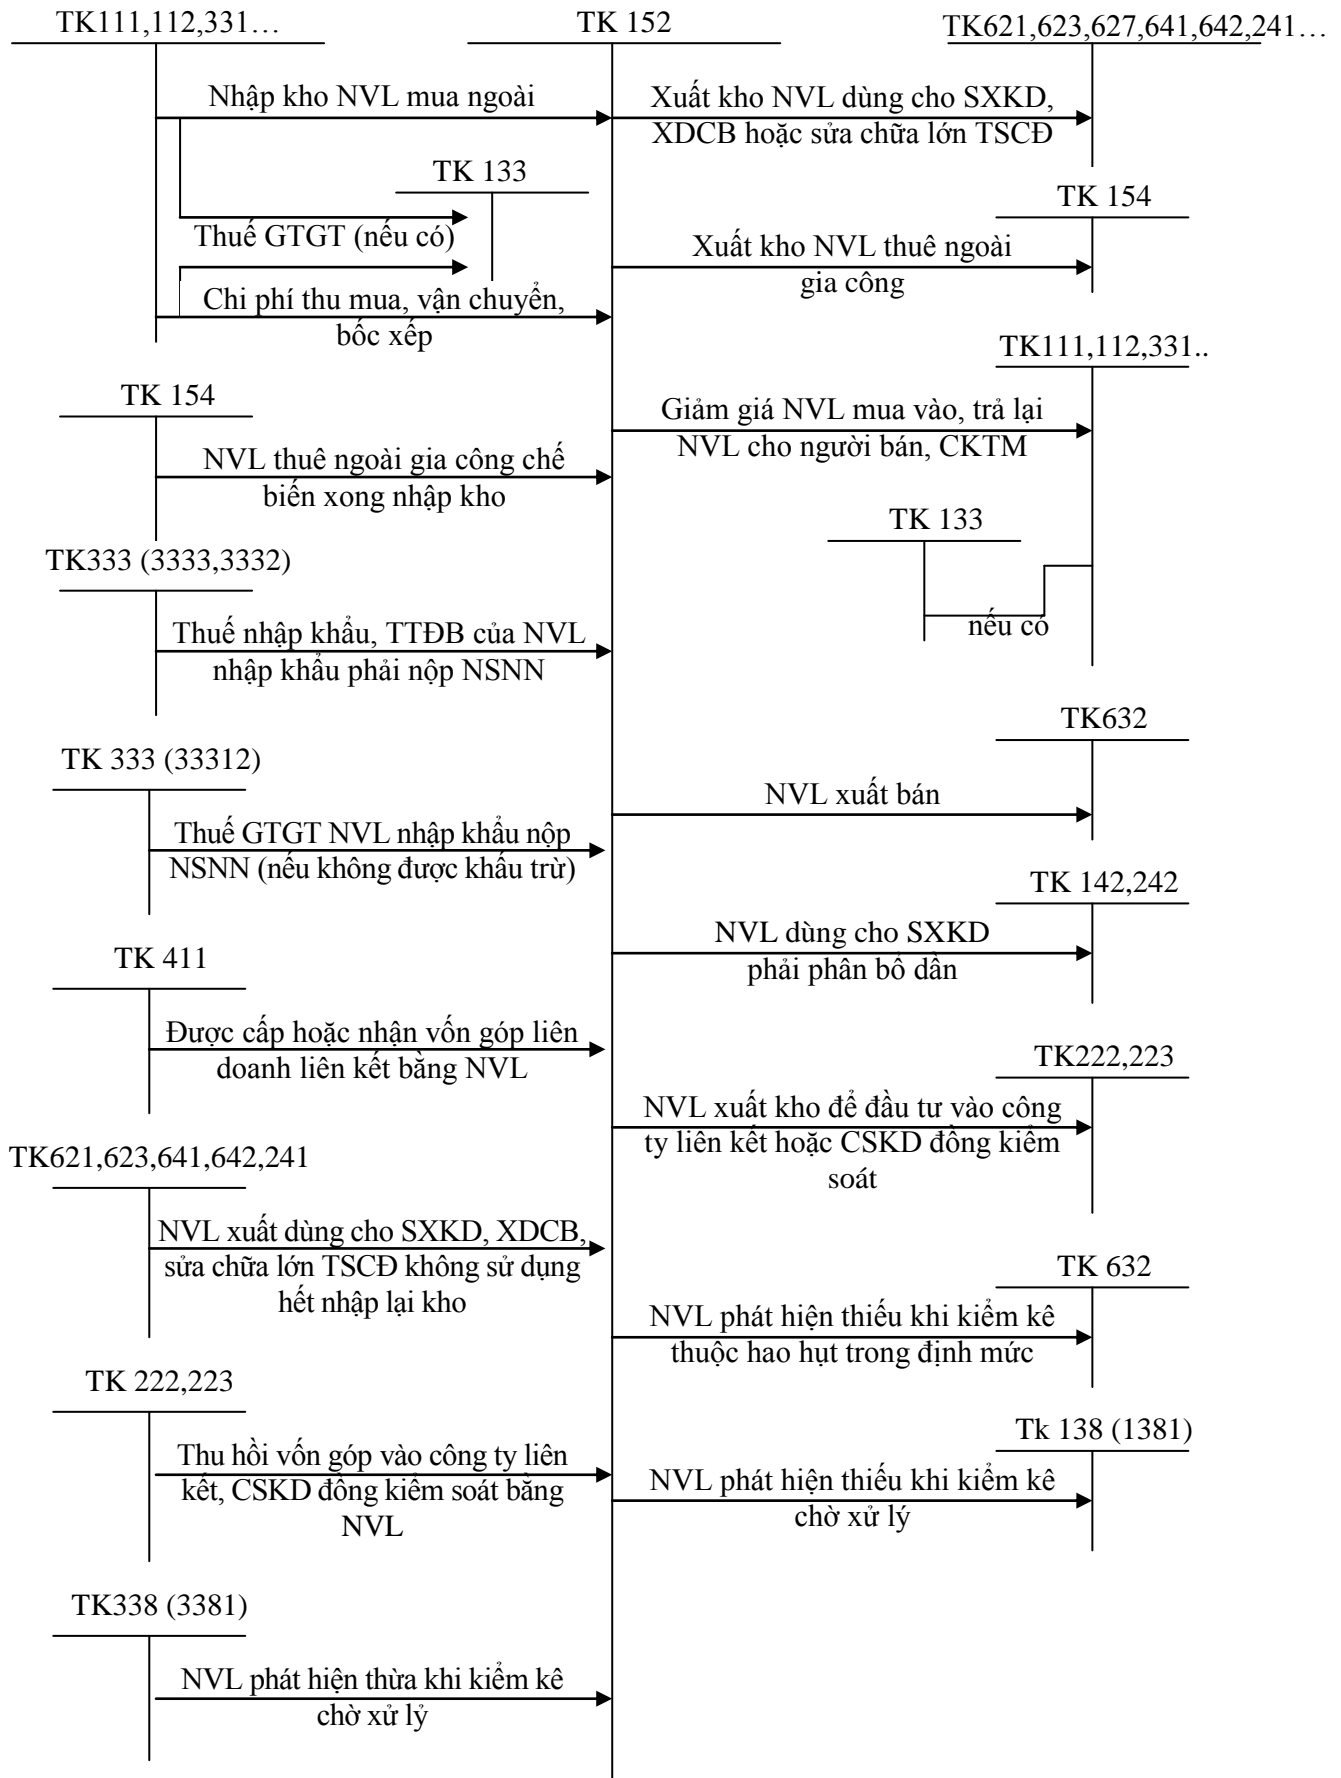 TK111,112,331…
TK 152
TK621,623,627,641,642,241…
Nhập kho NVL mua ngoài
Xuất kho NVL dùng cho SXKD,
XDCB hoặc sửa chữa lớn TSCĐ
TK 133
TK 154
Thuế GTGT (nếu có)
Xuất kho NVL thuê ngoài
gia công
Chi phí thu mua, vận chuyển,
bốc xếp
TK111,112,331..
TK 154
Giảm giá NVL mua vào, trả lại
NVL cho người bán, CKTM
NVL thuê ngoài gia công chế
biến xong nhập kho
TK 133
TK333 (3333,3332)
nếu có
Thuế nhập khẩu, TTĐB của NVL
nhập khẩu phải nộp NSNN
TK632
TK 333 (33312)
NVL xuất bán
Thuế GTGT NVL nhập khẩu nộp
NSNN (nếu không được khấu trừ)
TK 142,242
NVL dùng cho SXKD
phải phân bổ dần
TK 411
Được cấp hoặc nhận vốn góp liên
doanh liên kết bằng NVL
TK222,223
NVL xuất kho để đầu tư vào công
ty liên kết hoặc CSKD đồng kiểm
soát
TK621,623,641,642,241
NVL xuất dùng cho SXKD, XDCB,
sửa chữa lớn TSCĐ không sử dụng
hết nhập lại kho
TK 632
NVL phát hiện thiếu khi kiểm kê
thuộc hao hụt trong định mức
TK 222,223
Tk 138 (1381)
Thu hồi vốn góp vào công ty liên
kết, CSKD đồng kiểm soát bằng
NVL
NVL phát hiện thiếu khi kiểm kê
chờ xử lý
TK338 (3381)
NVL phát hiện thừa khi kiểm kê
chờ xử lý